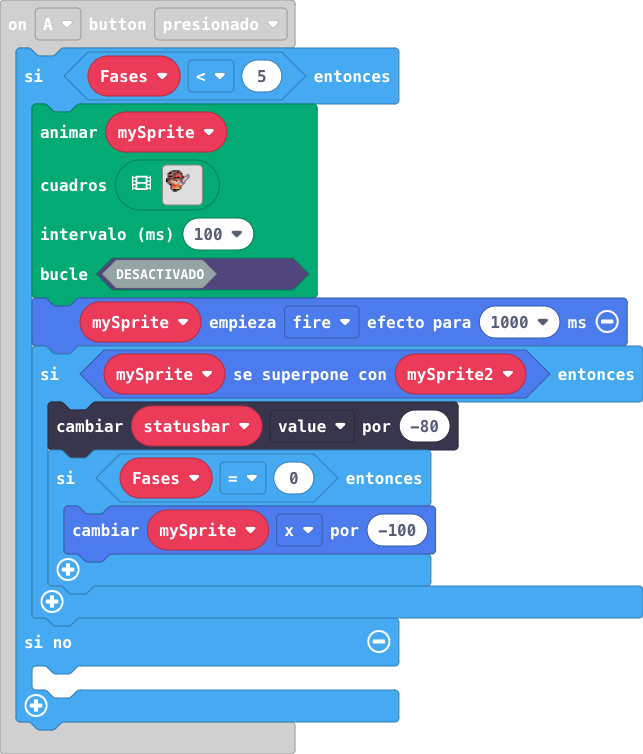 on A button presionado
si Fases < 5 entonces
animar mySprite
cuadros
intervalo (ms) 100
bucle DESACTIVADO
mySprite empieza fire efecto para 1000 ms
si mySprite se superpone con mySprite2 entonces
cambiar statusbar value por -80
si Fases = 0 entonces
cambiar mySprite x por -100
si no